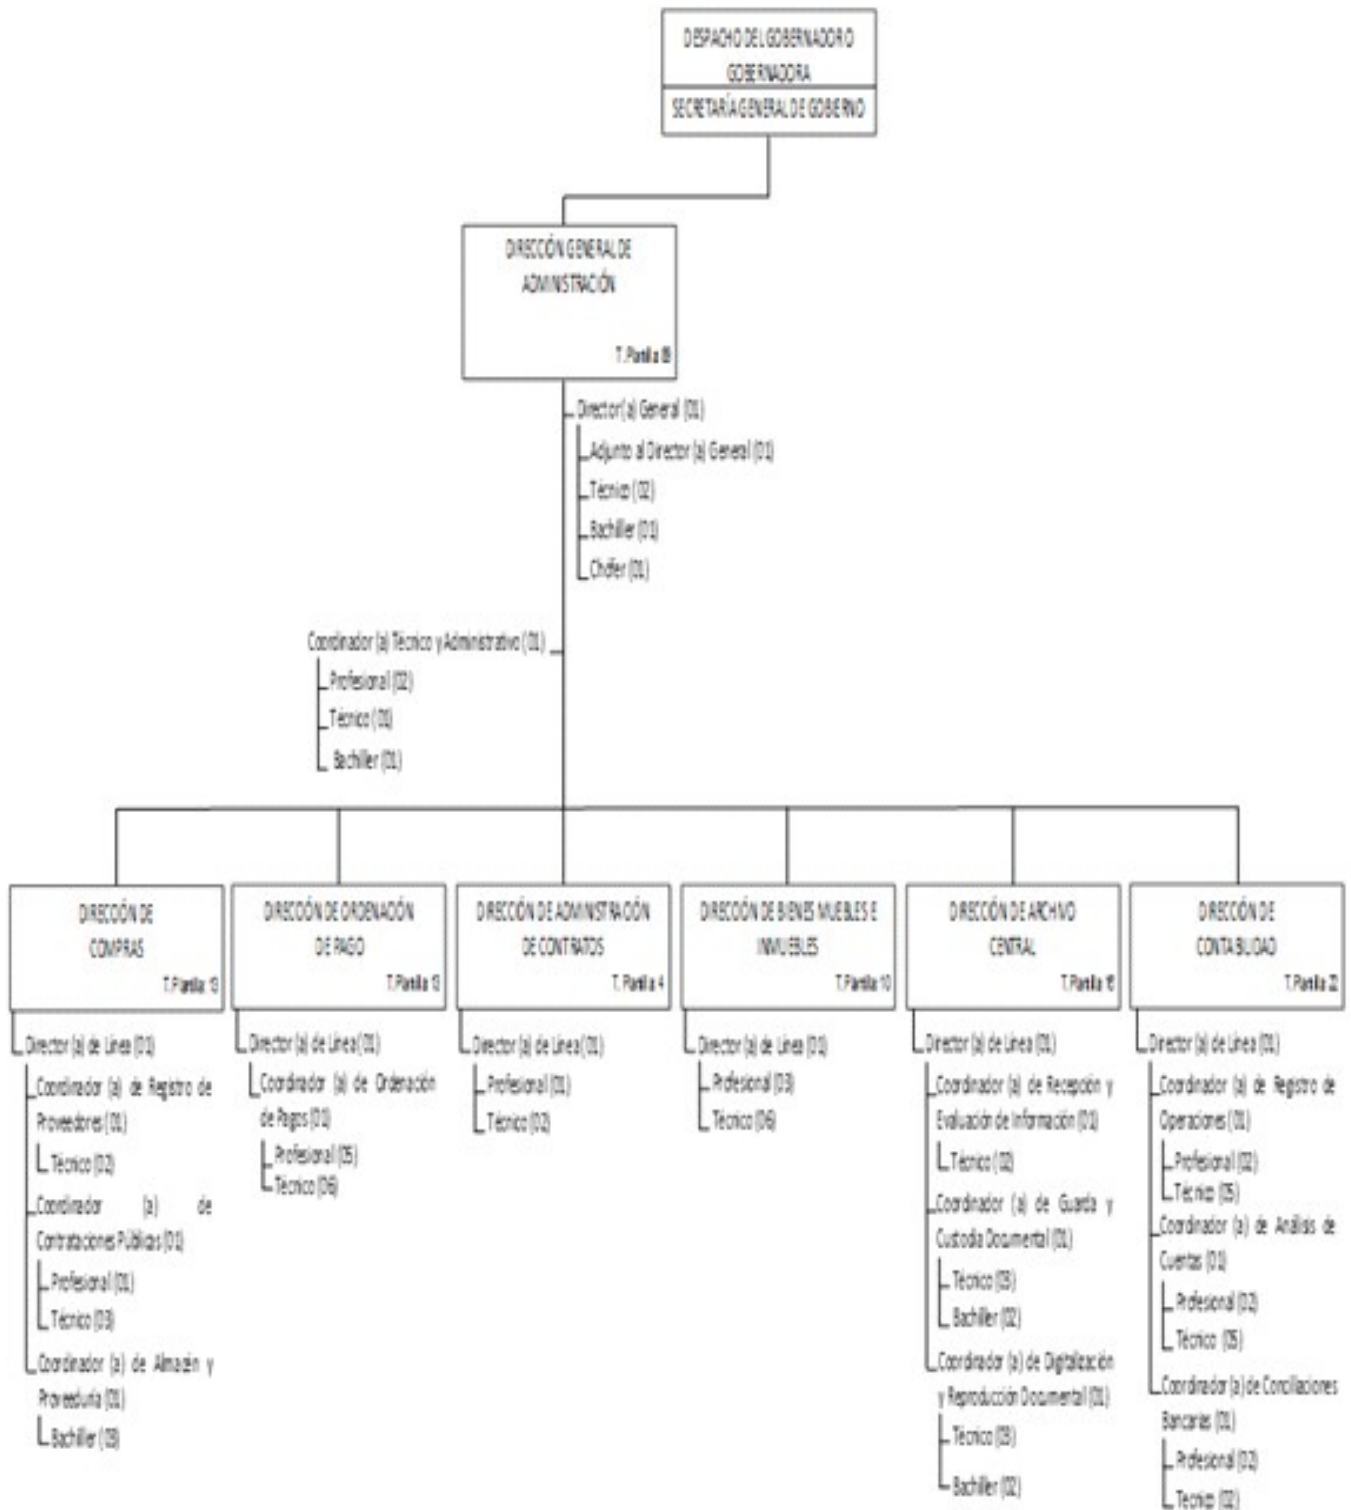 DESPACHO DEL GOBERNADOR O
GOBERNADORA
SECRETARÍA GENERAL DE GOBIERNO
DIRECCIÓN GENERAL DE
ADMINISTRACIÓN
T. Plantilla
Director(a) General (01)
Adjunto al Director (a) General (01)
Técnico (02)
Bachiller (01)
Chofer (01)
Coordinador (a) Técnico y Administrativo (01)
Profesional (02)
Técnico (01)
Bachiller (01)
DIRECCIÓN DE
COMPRAS
T. Plantilla: 13
Director (a) de Línea (01)
Coordinador (a) de Registro de
Proveedores (01)
Técnico (02)
Coordinador (a) de
Contrataciones Públicas (01)
Profesional (01)
Técnico (03)
Coordinador (a) de Almacén y
Proveeduría (01)
Bachiller (03)
DIRECCIÓN DE ORDENACIÓN
DE PAGO
T. Plantilla: 13
Director (a) de Línea (01)
Coordinador (a) de Ordenación
de Pagos (01)
Profesional (05)
Técnico (06)
DIRECCIÓN DE ADMINISTRACIÓN
DE CONTRATOS
T. Plantilla: 4
Director (a) de Línea (01)
Profesional (01)
Técnico (02)
DIRECCIÓN DE BIENES MUEBLES E
INMUEBLES
T. Plantilla: 10
Director (a) de Línea (01)
Profesional (03)
Técnico (06)
DIRECCIÓN DE ARCHIVO
CENTRAL
T. Plantilla
Director (a) de Línea (01)
Coordinador (a) de Recepción y
Evaluación de Información (01)
Técnico (02)
Coordinador (a) de Guarda y
Custodia Documental (01)
Técnico (03)
Bachiller (02)
Coordinador (a) de Digitalización
y Reproducción Documental (01)
Técnico (03)
Bachiller (02)
DIRECCIÓN DE
CONTABILIDAD
T. Plantilla: 22
Director (a) de Línea (01)
Coordinador (a) de Registro de
Operaciones (01)
Profesional (02)
Técnico (05)
Coordinador (a) de Análisis de
Cuentas (01)
Profesional (02)
Técnico (05)
Coordinador (a) de Conciliaciones
Bancarias (01)
Profesional (02)
Técnico (02)